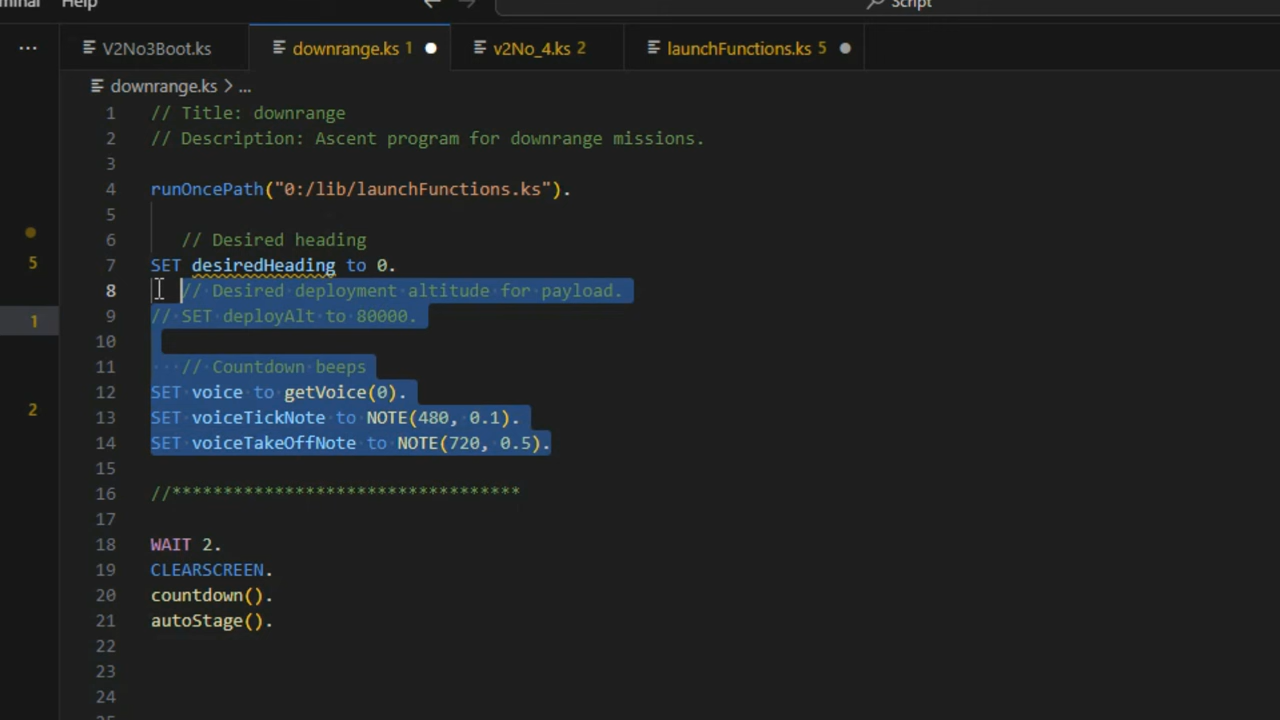 Help
Script
V2No3Boot.ks
downrange.ks 1
v2No_4.ks 2
launchFunctions.ks 5
downrange.ks > ...
1 // Title: downrange
2 // Description: Ascent program for downrange missions.
3
4 runOncePath("0:/lib/launchFunctions.ks").
5
6 // Desired heading
7 SET desiredHeading to 0.
8 // Desired deployment altitude for payload.
9 // SET deployAlt to 80000.
10
11 // Countdown beeps
12 SET voice to getVoice(0).
13 SET voiceTickNote to NOTE(480, 0.1).
14 SET voiceTakeOffNote to NOTE(720, 0.5).
15
16 //**********************************
17
18 WAIT 2.
19 CLEARSCREEN.
20 countdown().
21 autoStage().
22
23
24
5
1
2